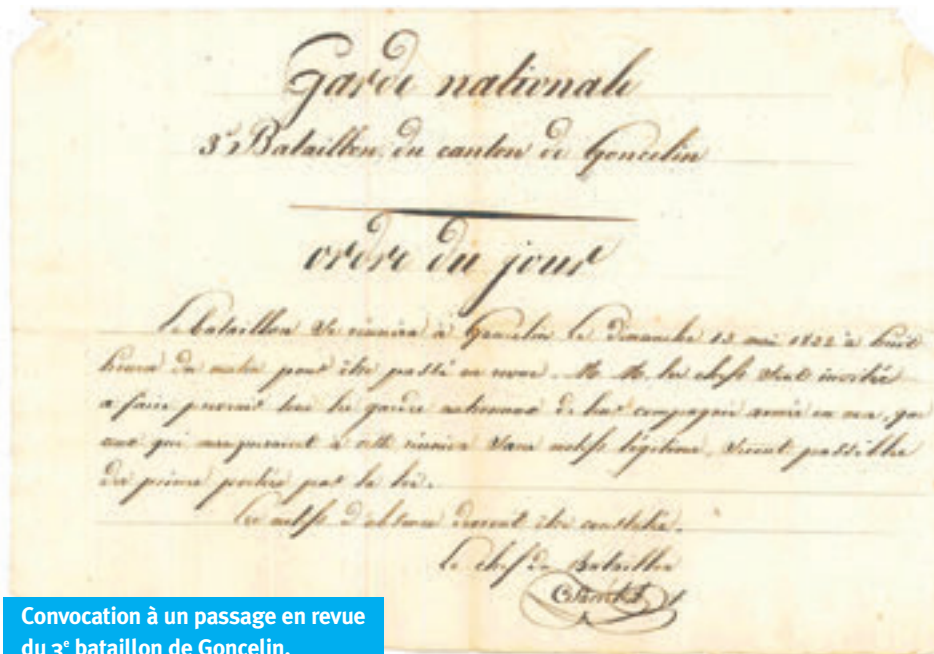 Garde nationale
3e Bataillon du canton de Goncelin
ordre du jour
Le bataillon se réunira à Goncelin le Dimanche 13 mai 1832 à huit
heures du matin pour être passé en revue. M. M. les chefs sont invités
a faire prévenir tous les gardes nationaux de leur compagnie que
ceux qui manqueraient à cette réunion sans motifs légitimes, seront passibles
des peines portées par la loi.
Les motifs d'absence devront être constatés.
Le chef de Bataillon
Convocation à un passage en revue
du 3e bataillon de Goncelin.